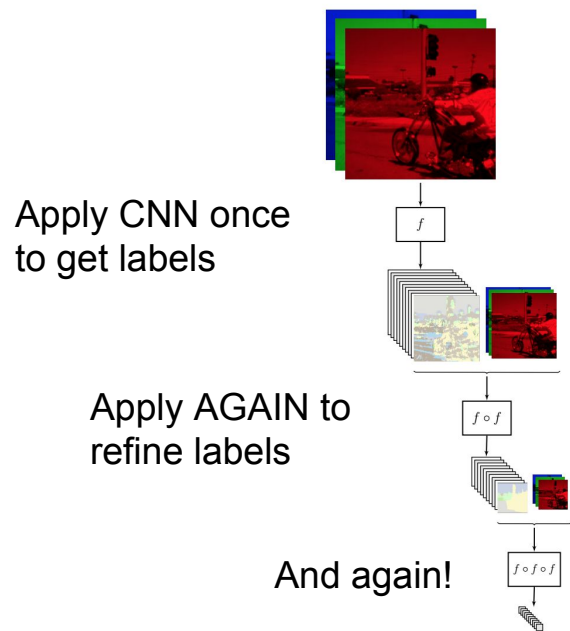 Apply CNN once
to get labels
f
Apply AGAIN to
refine labels
f ∘ f
And again!
f ∘ f ∘ f